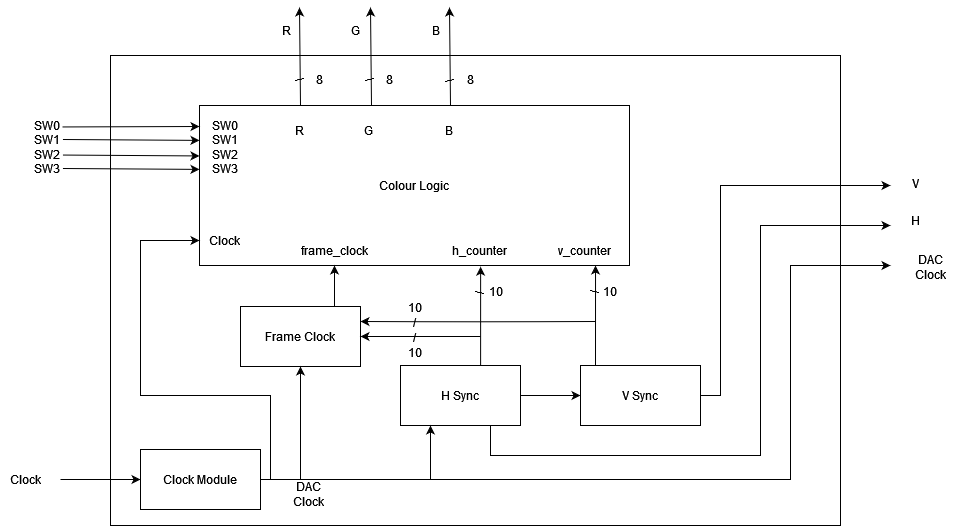 R
G
B
8
8
8
SW0
SW1
SW2
SW3
SW0
SW1
SW2
SW3
R
G
B
Colour Logic
Clock
frame_clock
h_counter
v_counter
V
H
DAC
Clock
10
10
10
10
Frame Clock
H Sync
V Sync
Clock
Clock Module
DAC
Clock